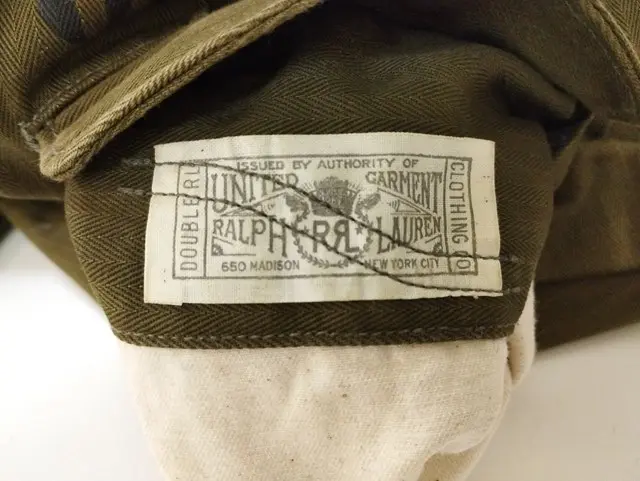 ISSUED BY AUTHORITY OF
DOUBLE RL
UNITED GARMENT
CLOTHING CO
RALPH RRL LAUREN
650 MADISON NEW YORK CITY